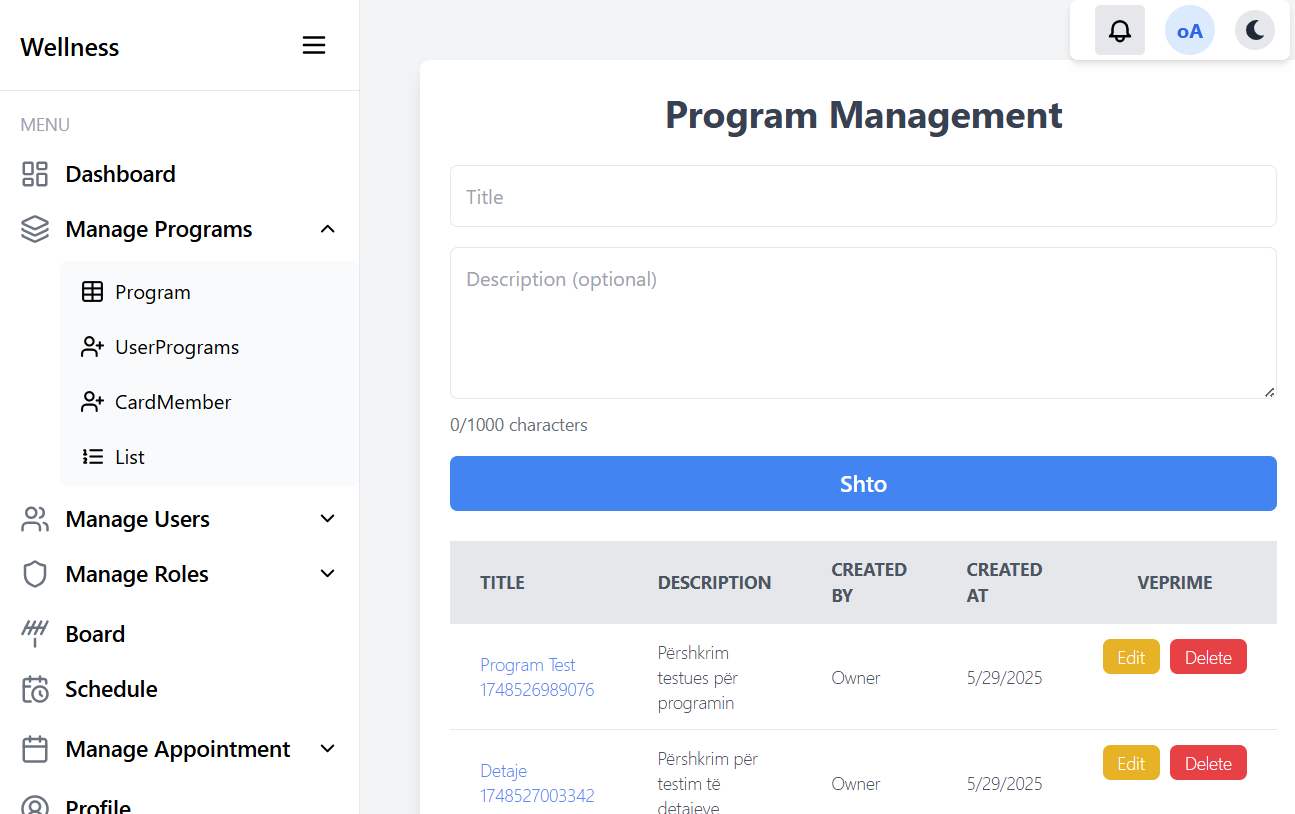 Wellness
oA
MENU
Dashboard
Manage Programs
Program
UserPrograms
CardMember
List
Manage Users
Manage Roles
Board
Schedule
Manage Appointment
Profile
Program Management
Title
Description (optional)
0/1000 characters
Shto
TITLE DESCRIPTION CREATED BY CREATED AT VEPRIME
Program Test 1748526989076 Përshkrim testues për programin Owner 5/29/2025 Edit Delete
Detaje 1748527003342 Përshkrim për testim të detajeve Owner 5/29/2025 Edit Delete